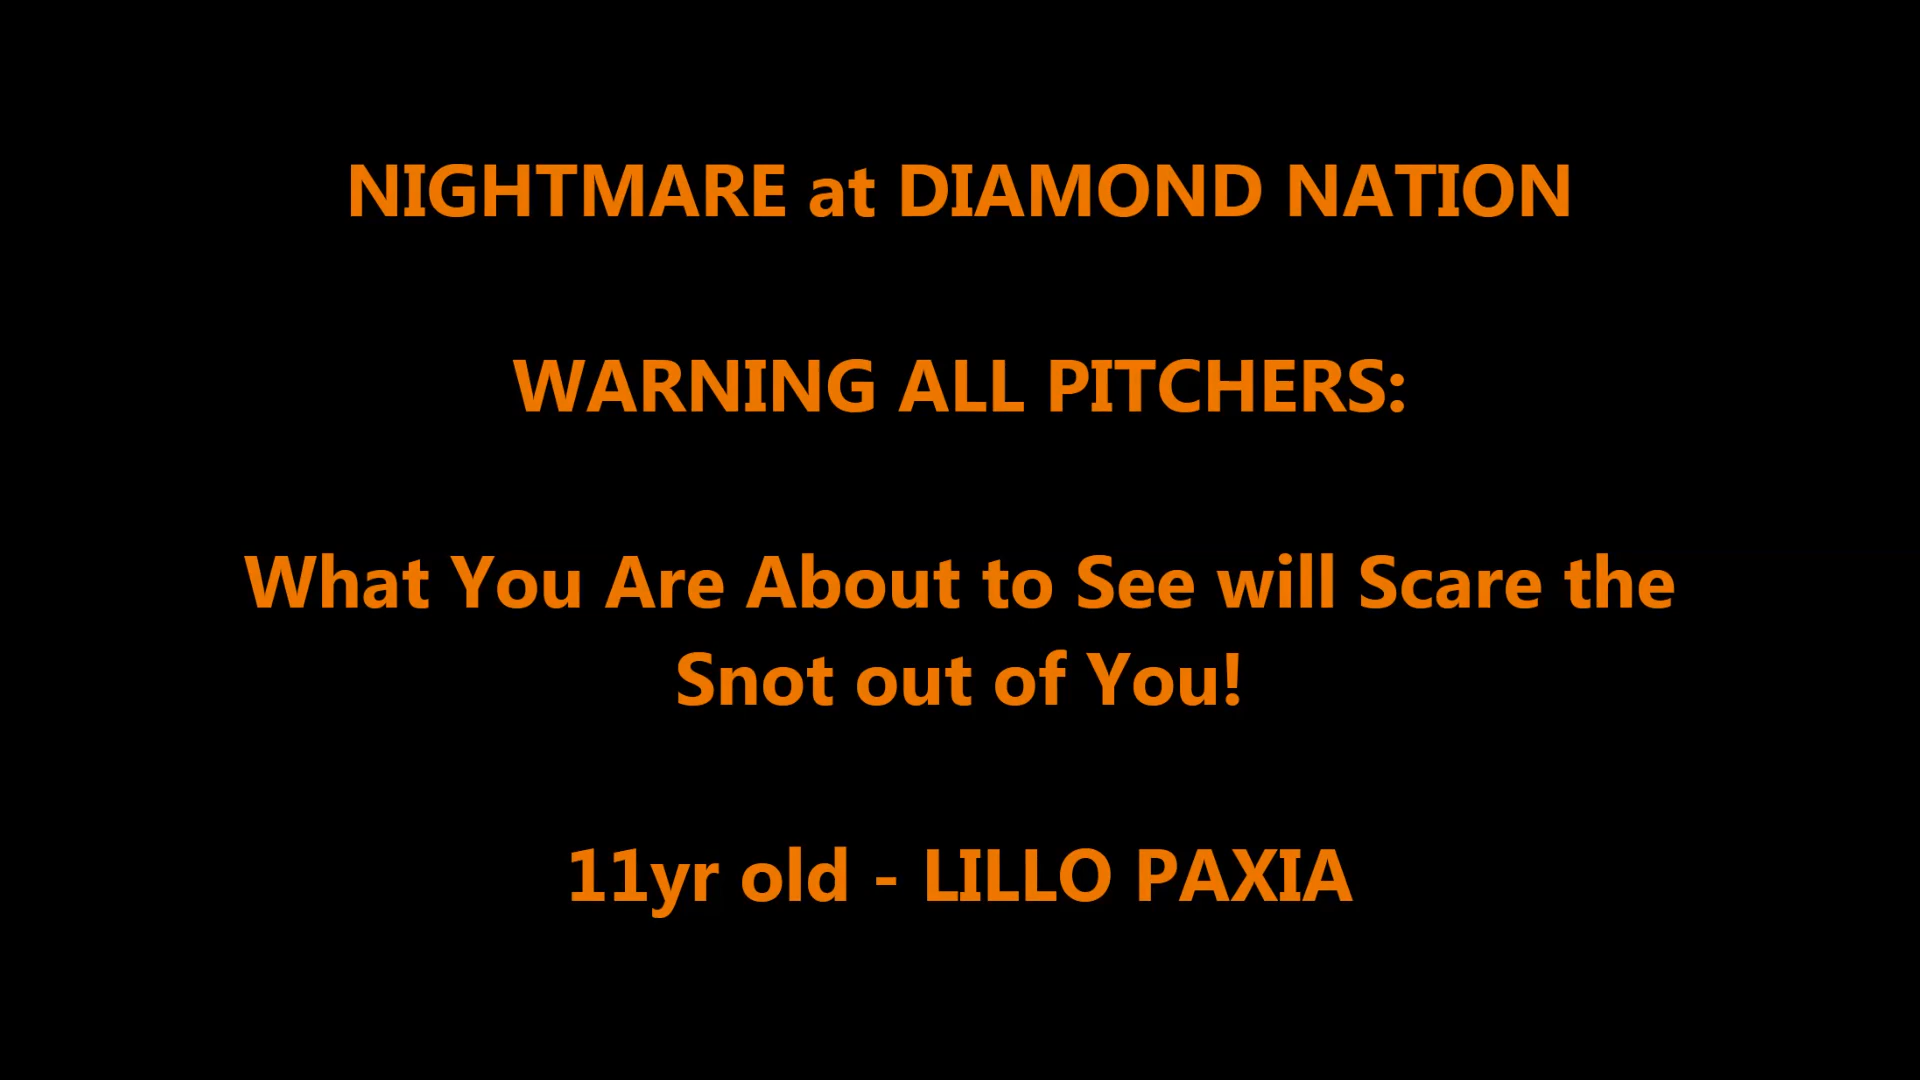 NIGHTMARE at DIAMOND NATION
WARNING ALL PITCHERS:
What You Are About to See will Scare the
Snot out of You!
11yr old - LILLO PAXIA